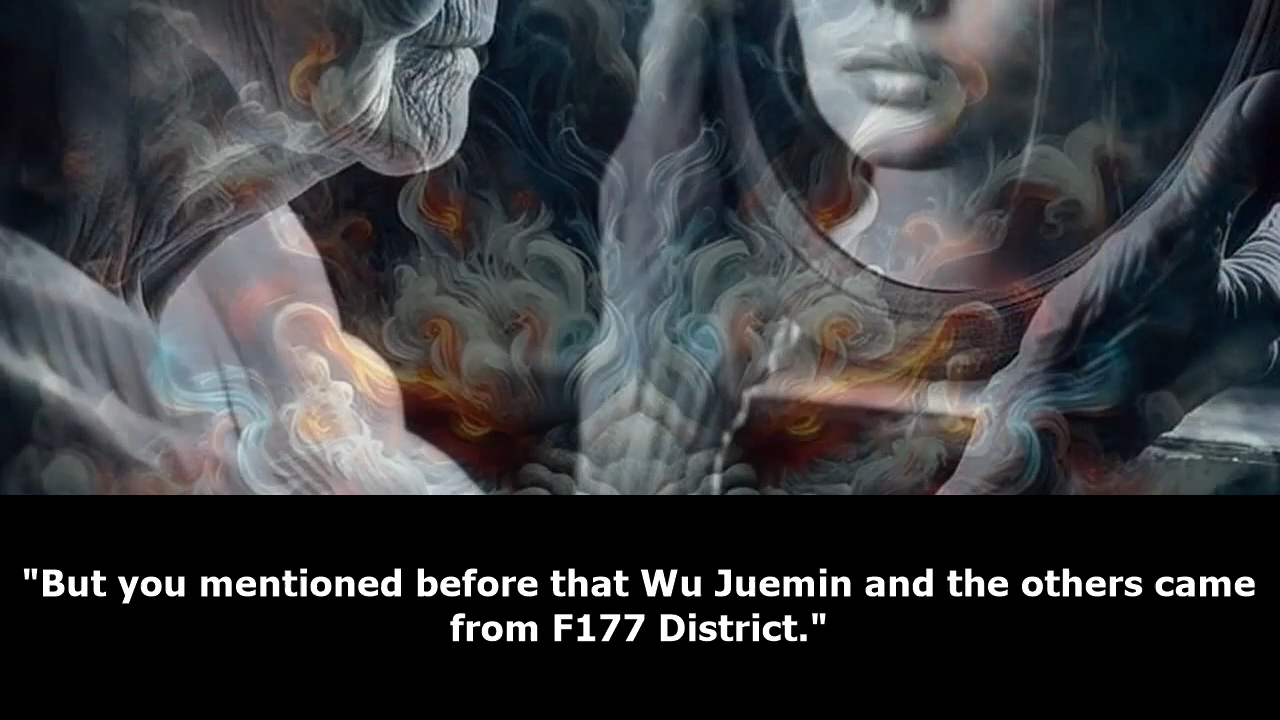 "But you mentioned before that Wu Juemin and the others came
from F177 District."